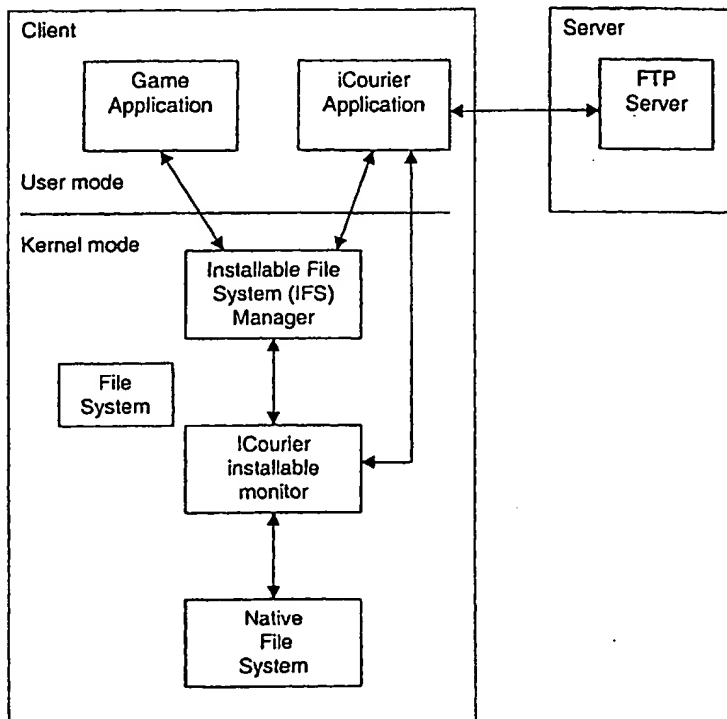 Client
Server
Game
Application
iCourier
Application
FTP
Server
User mode
Kernel mode
Installable File
System (IFS)
Manager
File
System
ICourier
installable
monitor
Native
File
System